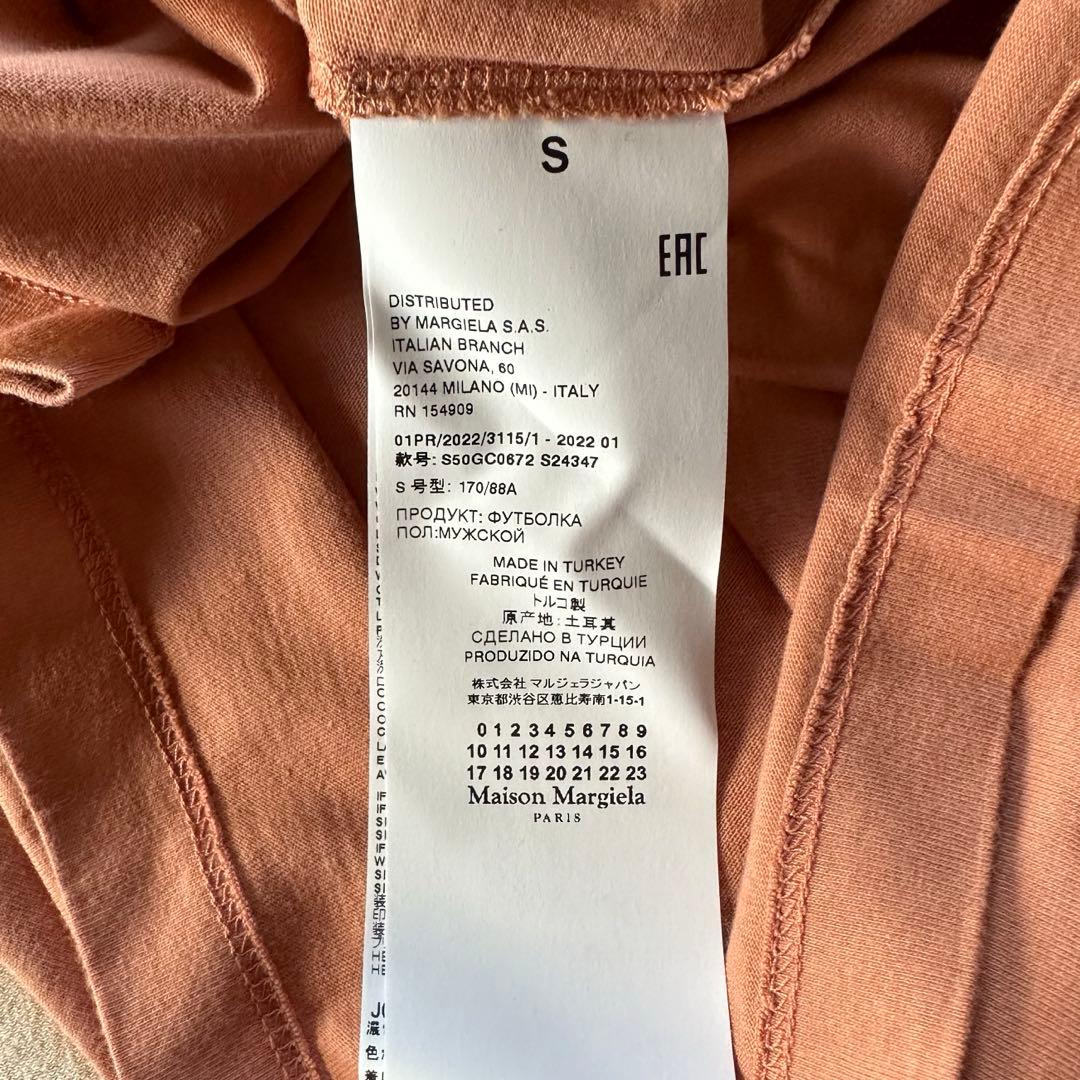 S
EAC
DISTRIBUTED
BY MARGIELA S.A.S.
ITALIAN BRANCH
VIA SAVONA, 60
20144 MILANO (MI) - ITALY
RN 154909
01PR/2022/3115/1 - 2022 01
款号: S50GC0672 S24347
S 号型: 170/88A
ПРОДУКТ: ФУТБОЛКА
ПОЛ:МУЖСКОЙ
MADE IN TURKEY
FABRIQUÉ EN TURQUIE
トルコ製
原产地: 土耳其
СДЕЛАНО В ТУРЦИИ
PRODUZIDO NA TURQUIA
株式会社 マルジェラジャパン
東京都渋谷区恵比寿南1-15-1
0 1 2 3 4 5 6 7 8 9
10 11 12 13 14 15 16
17 18 19 20 21 22 23
Maison Margiela
PARIS